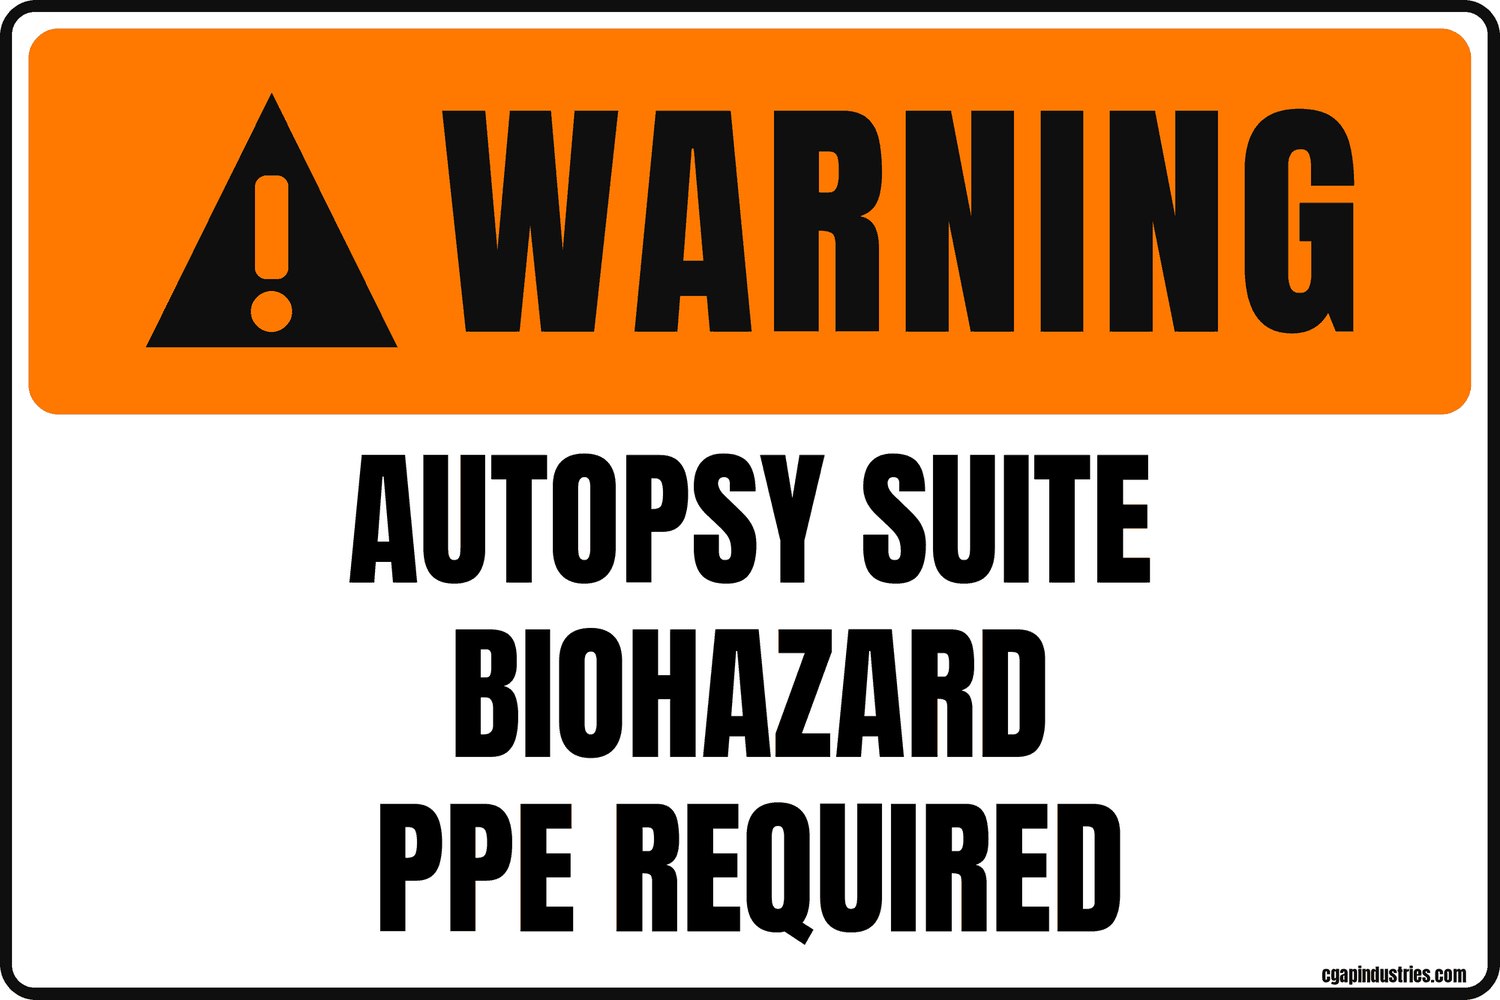 WARNING
AUTOPSY SUITE
BIOHAZARD
PPE REQUIRED
cgapindustries.com